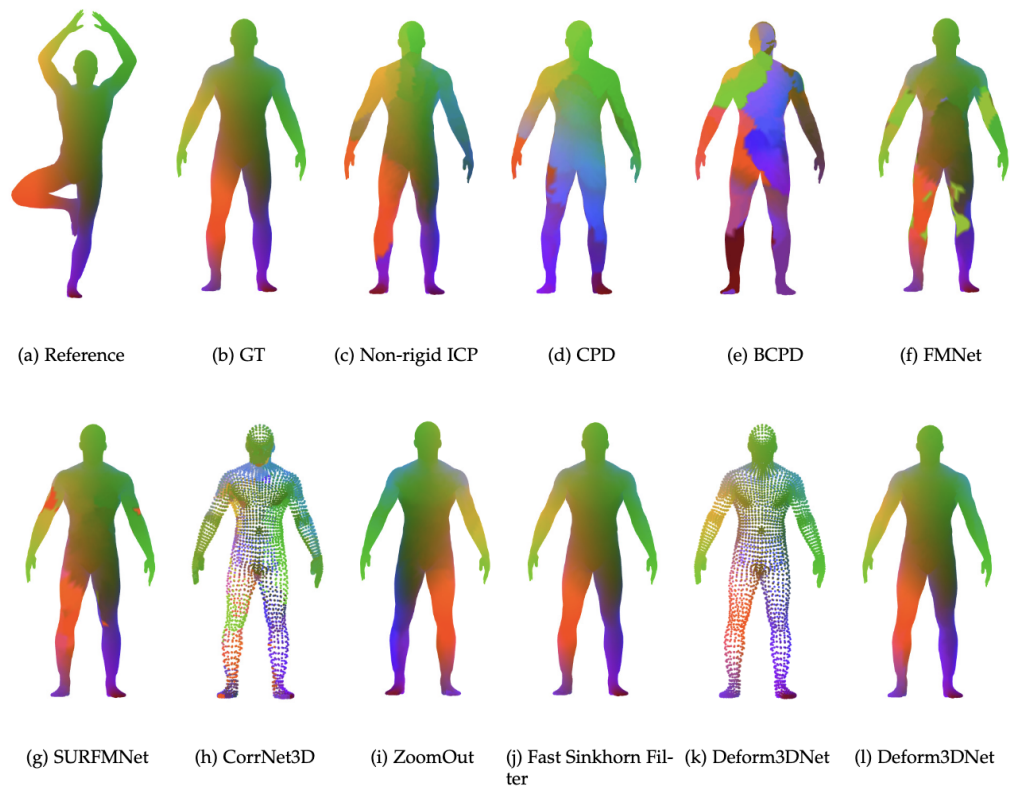 (a) Reference
(b) GT
(c) Non-rigid ICP
(d) CPD
(e) BCPD
(f) FMNet
(g) SURFMNet
(h) CorrNet3D
(i) ZoomOut
(j) Fast Sinkhorn Fil-
ter
(k) Deform3DNet
(l) Deform3DNet